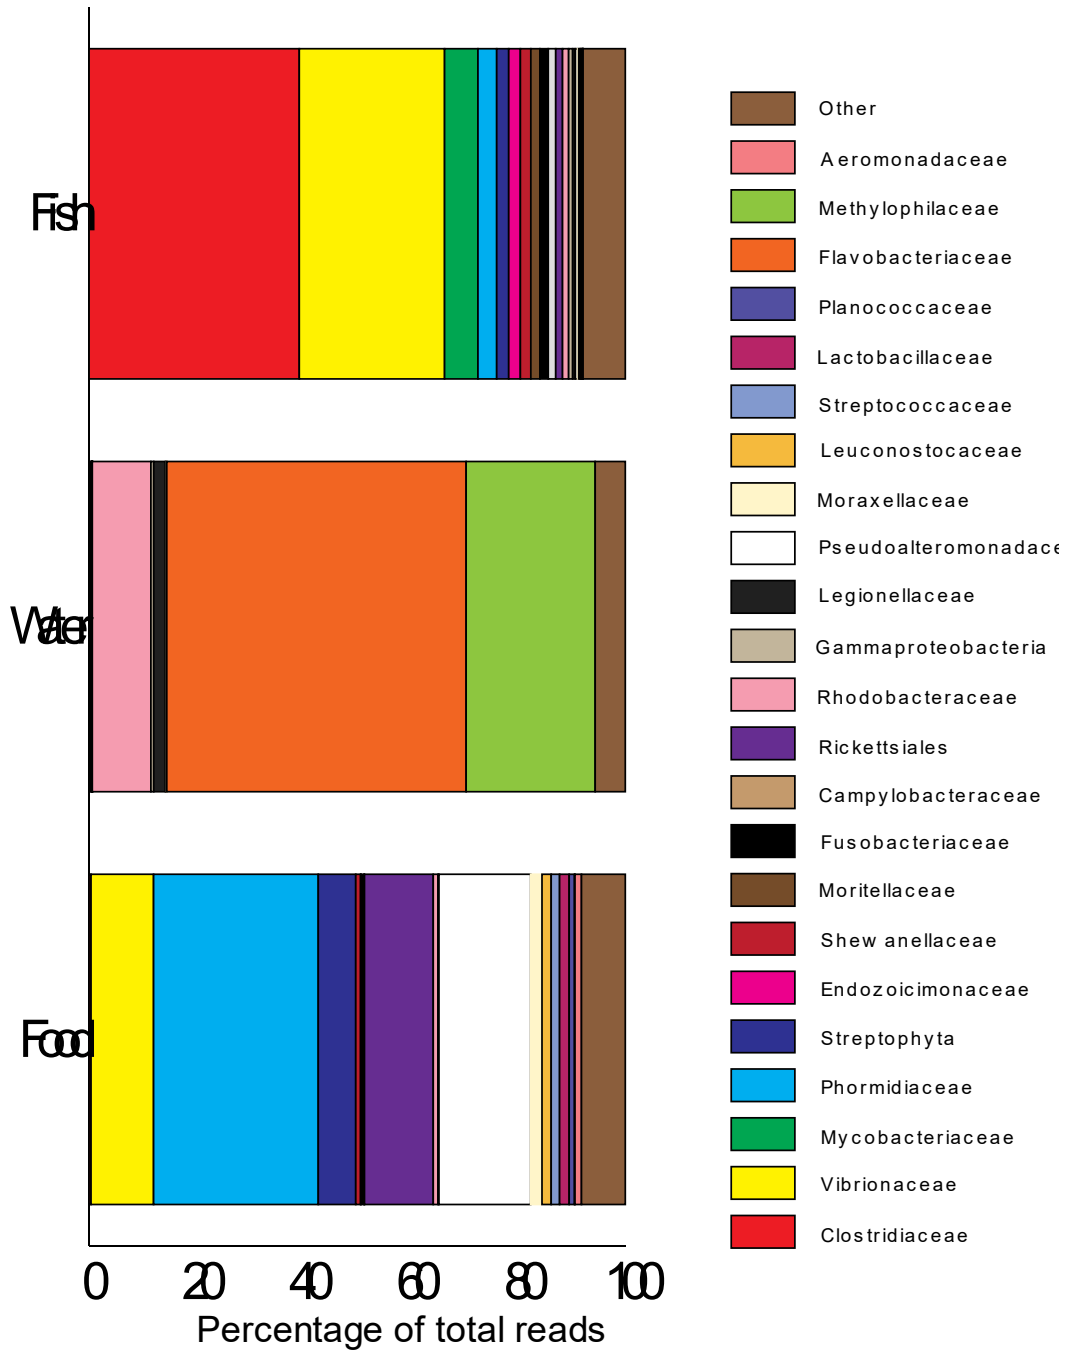 Fish
Water
Food
0 20 40 60 80 100
Percentage of total reads
Other
Aeromonadaceae
Methylophilaceae
Flavobacteriaceae
Planococcaceae
Lactobacillaceae
Streptococcaceae
Leuconostocaceae
Moraxellaceae
Pseudoalteromonadace
Legionellaceae
Gammaproteobacteria
Rhodobacteraceae
Rickettsiales
Campylobacteraceae
Fusobacteriaceae
Moritellaceae
Shew anellaceae
Endozoicimonaceae
Streptophyta
Phormidiaceae
Mycobacteriaceae
Vibrionaceae
Clostridiaceae